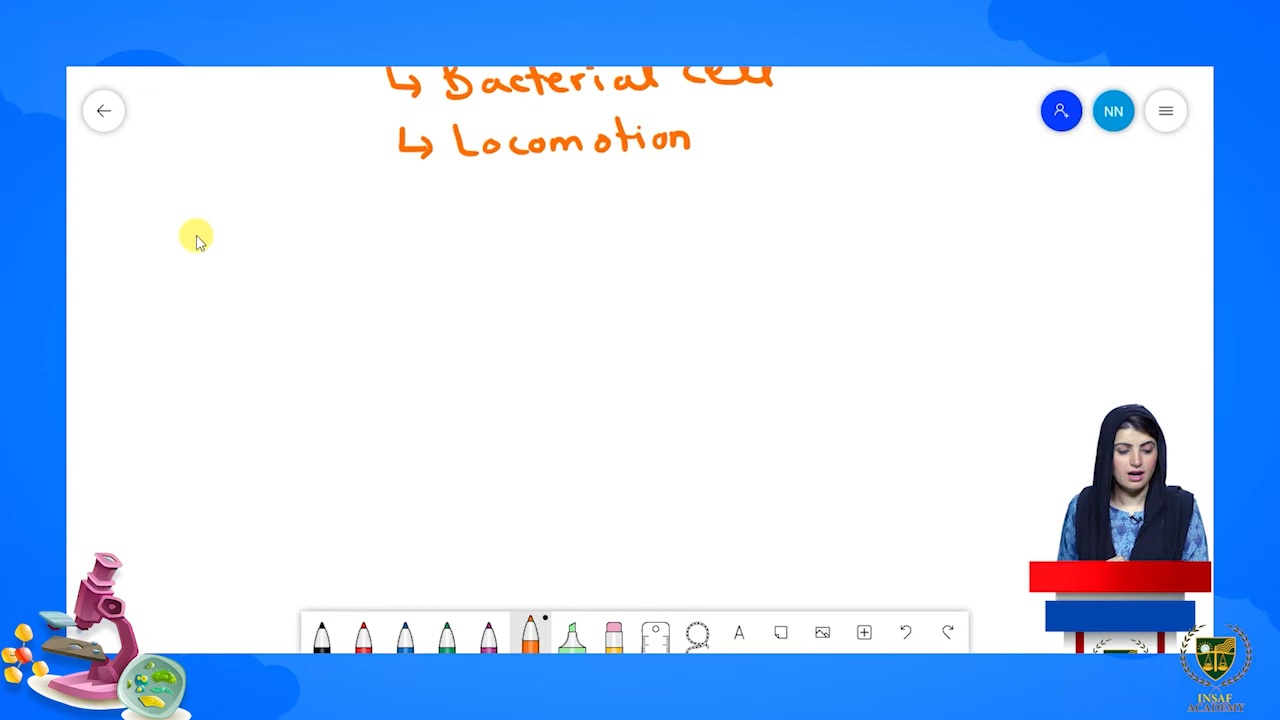 ↳ Bacterial cell
↳ Locomotion
NN
A
INSAF
ACADEMY